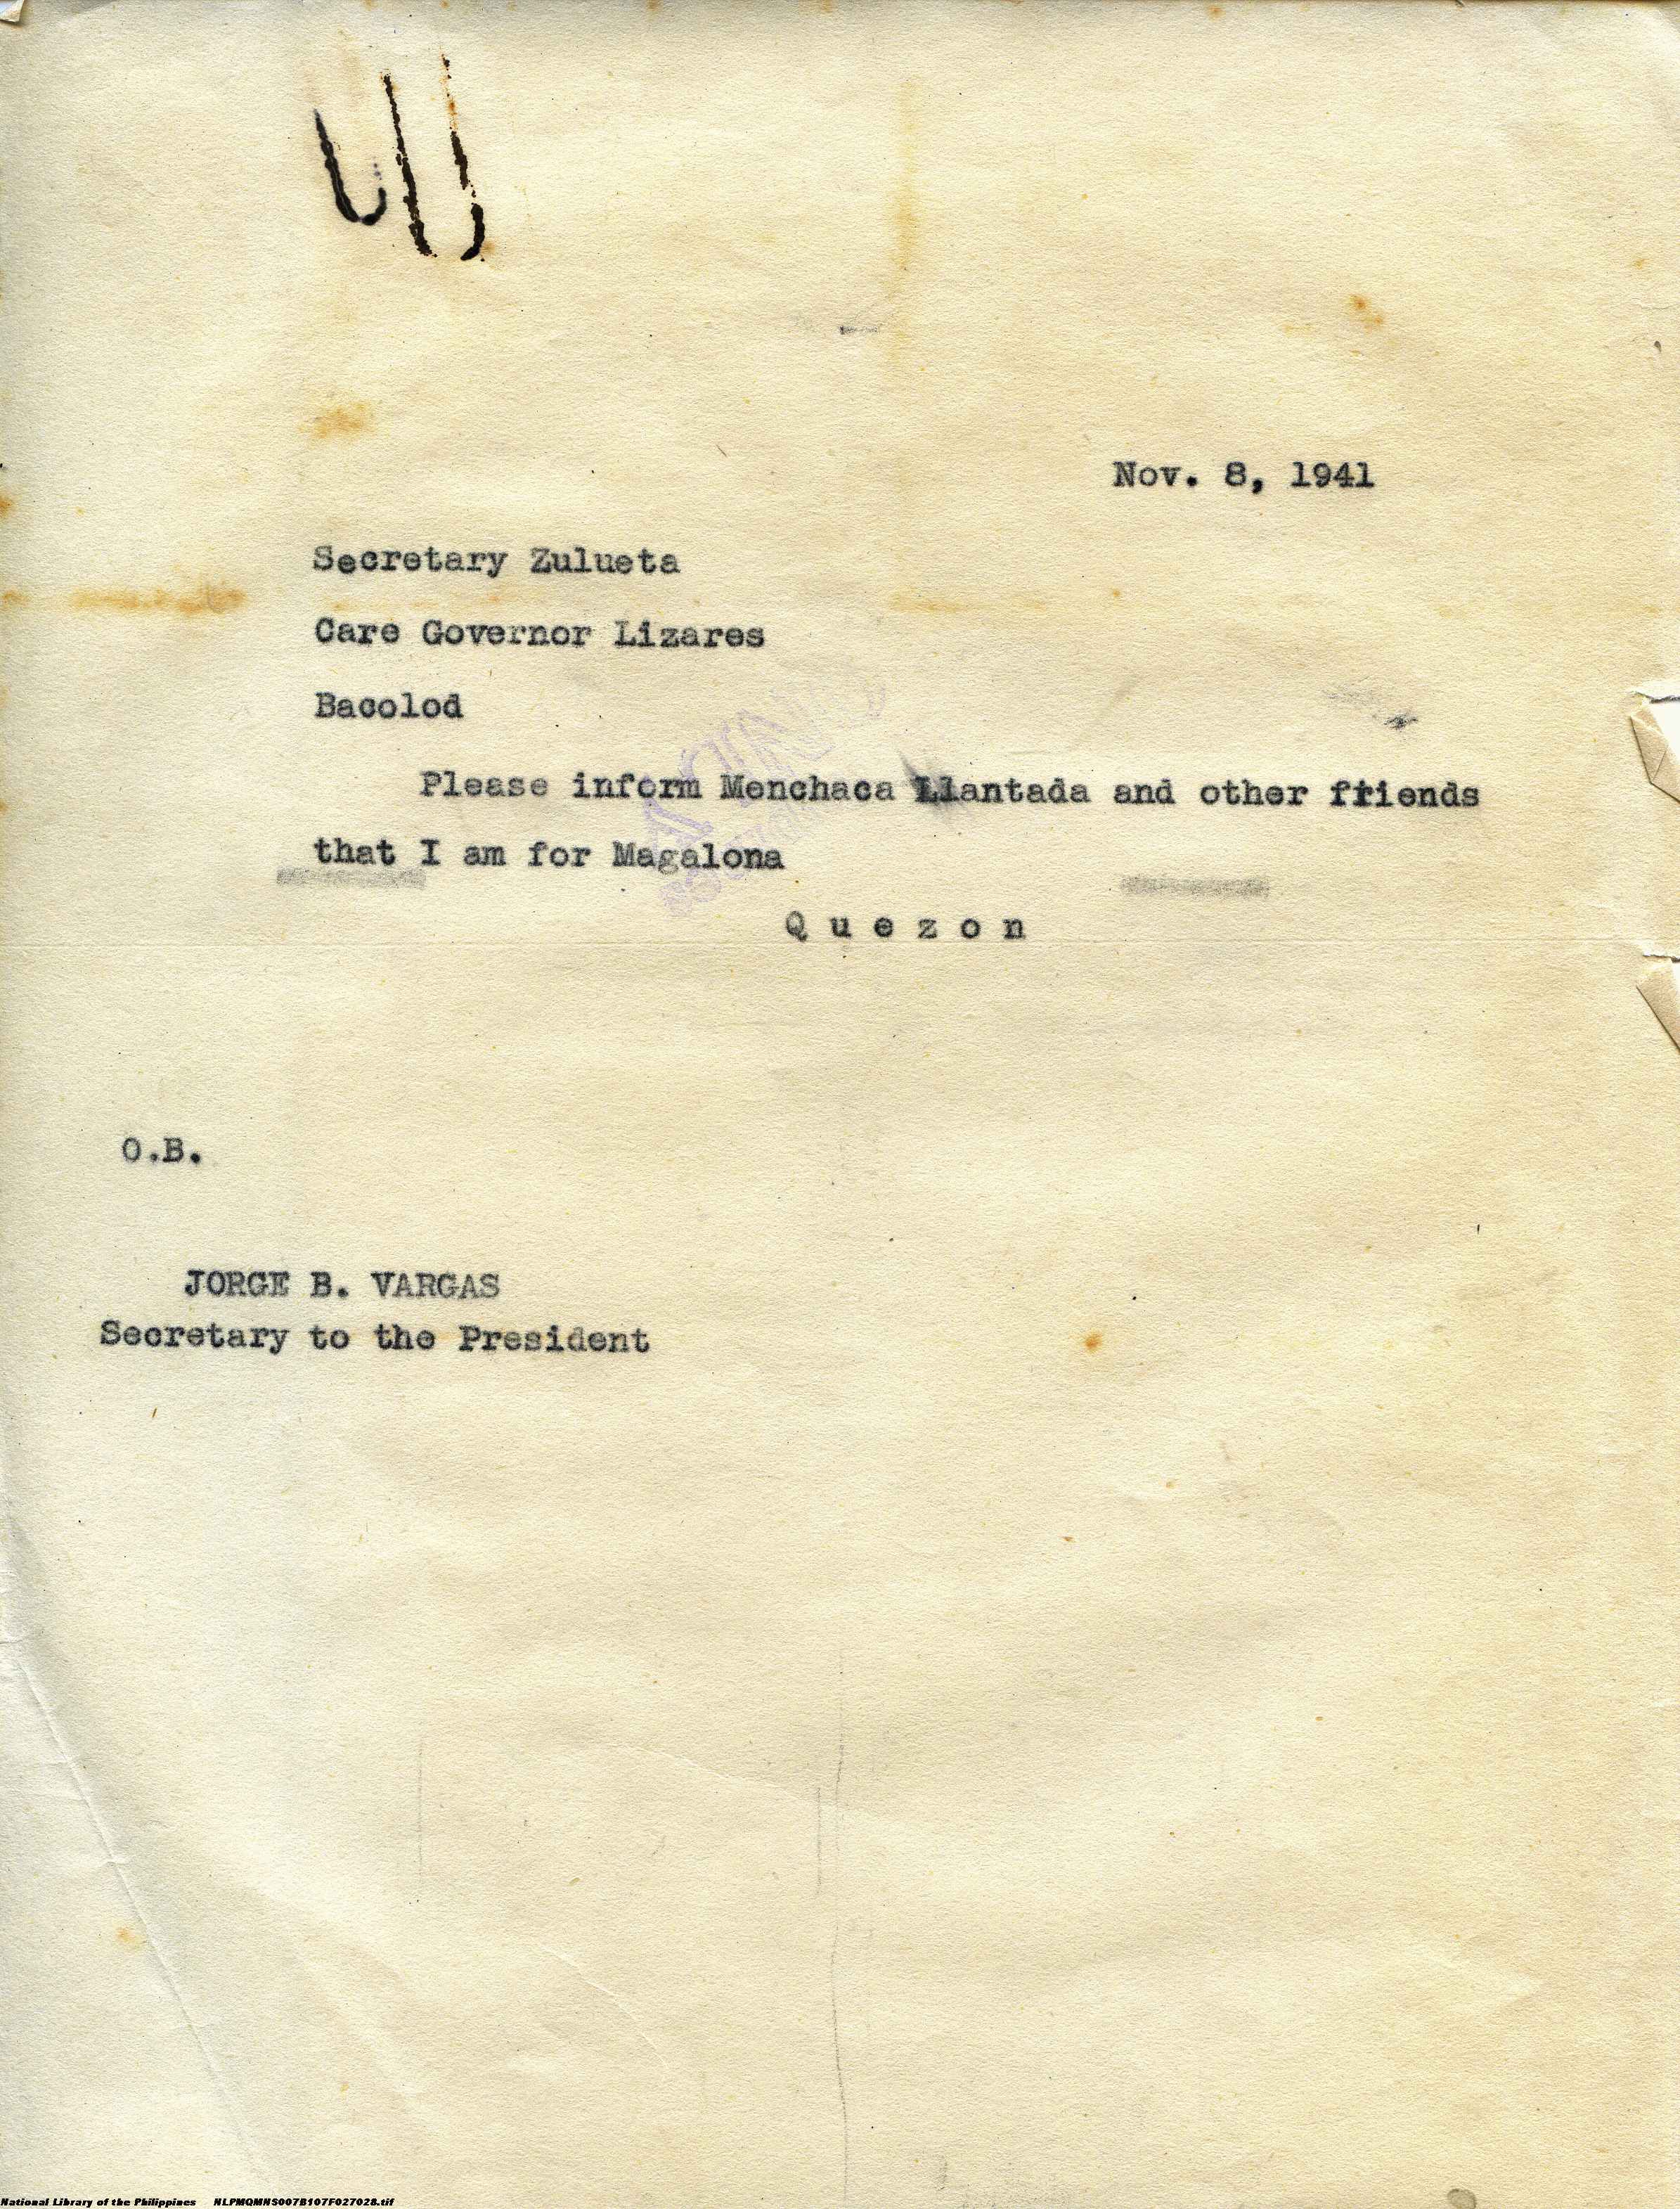 Nov. 8, 1941
Secretary Zulueta
Care Governor Lizares
Bacolod
Please inform Menchaca Llantada and other friends
that I am for Magalona
Q u e z o n
O.B.
JORGE B. VARGAS
Secretary to the President
National Library of the Philippines NLPMQMNS007B107F027028.tif